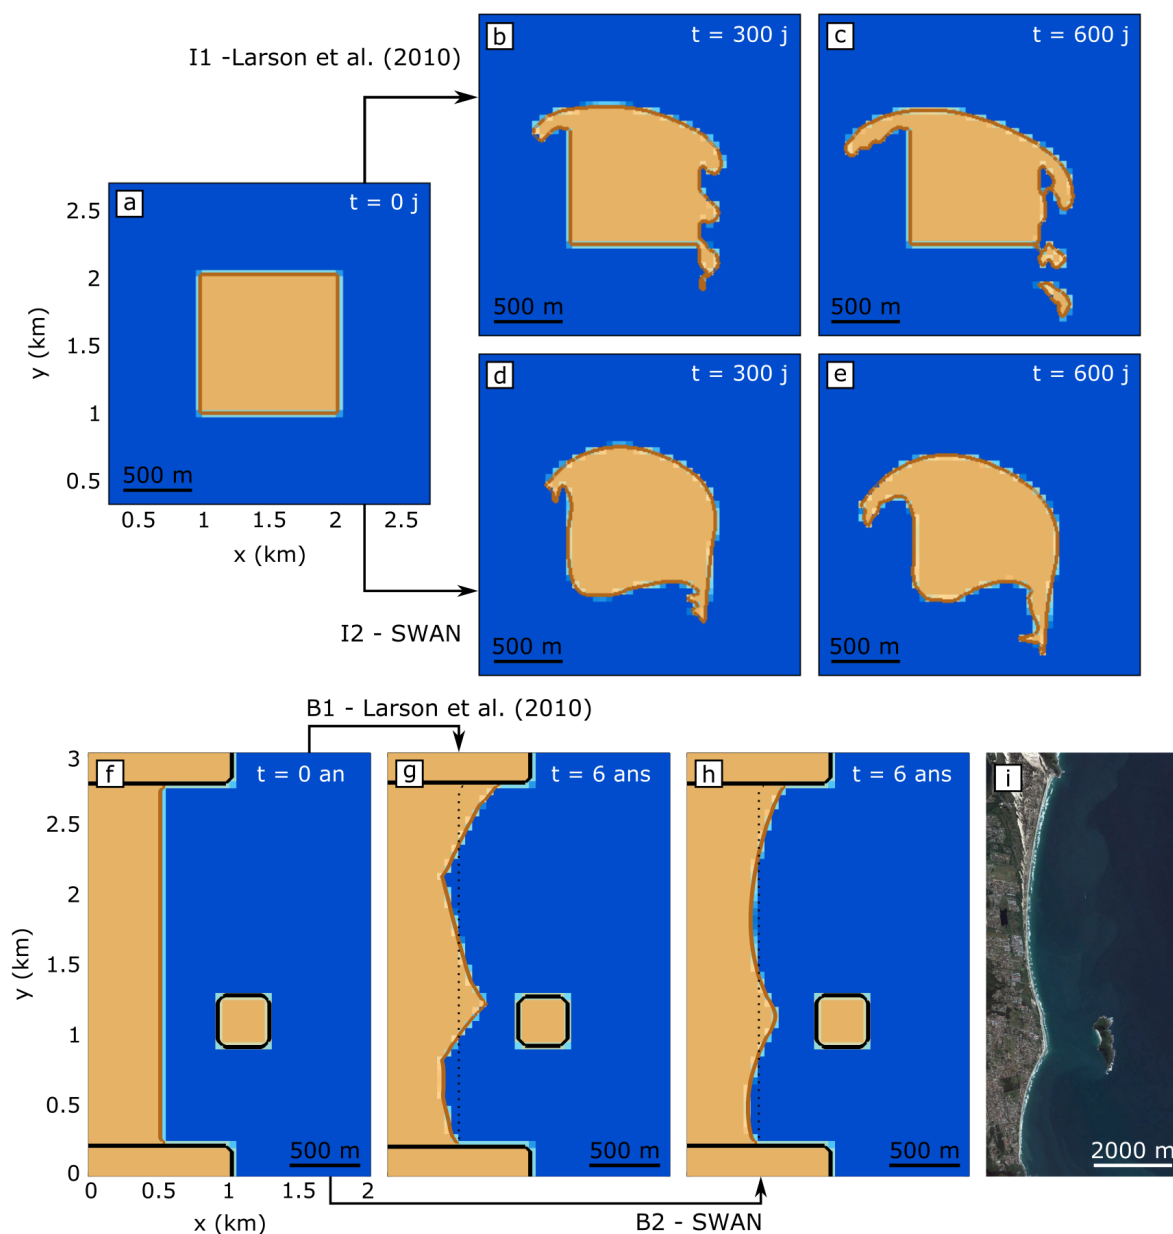 b
t = 300 j
c
t = 600 j
I1 -Larson et al. (2010)
500 m
500 m
a
t = 0 j
2.5
2
1.5
1
0.5
y (km)
500 m
0.5 1 1.5 2 2.5
x (km)
d
t = 300 j
e
t = 600 j
I2 - SWAN
500 m
500 m
B1 - Larson et al. (2010)
f
t = 0 an
g
t = 6 ans
h
t = 6 ans
i
3
2.5
2
1.5
1
0.5
0
y (km)
500 m
500 m
500 m
2000 m
0 0.5 1 1.5 2
x (km)
B2 - SWAN